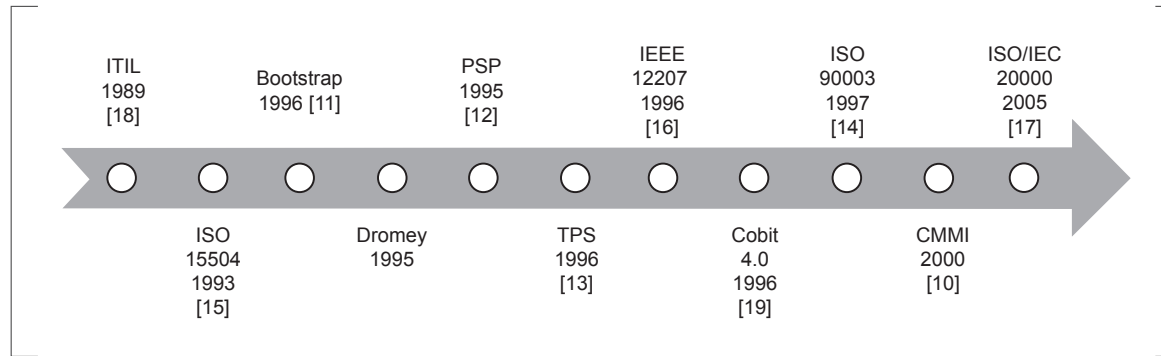 ITIL
1989
[18]
Bootstrap
1996 [11]
PSP
1995
[12]
IEEE
12207
1996
[16]
ISO
90003
1997
[14]
ISO/IEC
20000
2005
[17]
ISO
15504
1993
[15]
Dromey
1995
TPS
1996
[13]
Cobit
4.0
1996
[19]
CMMI
2000
[10]